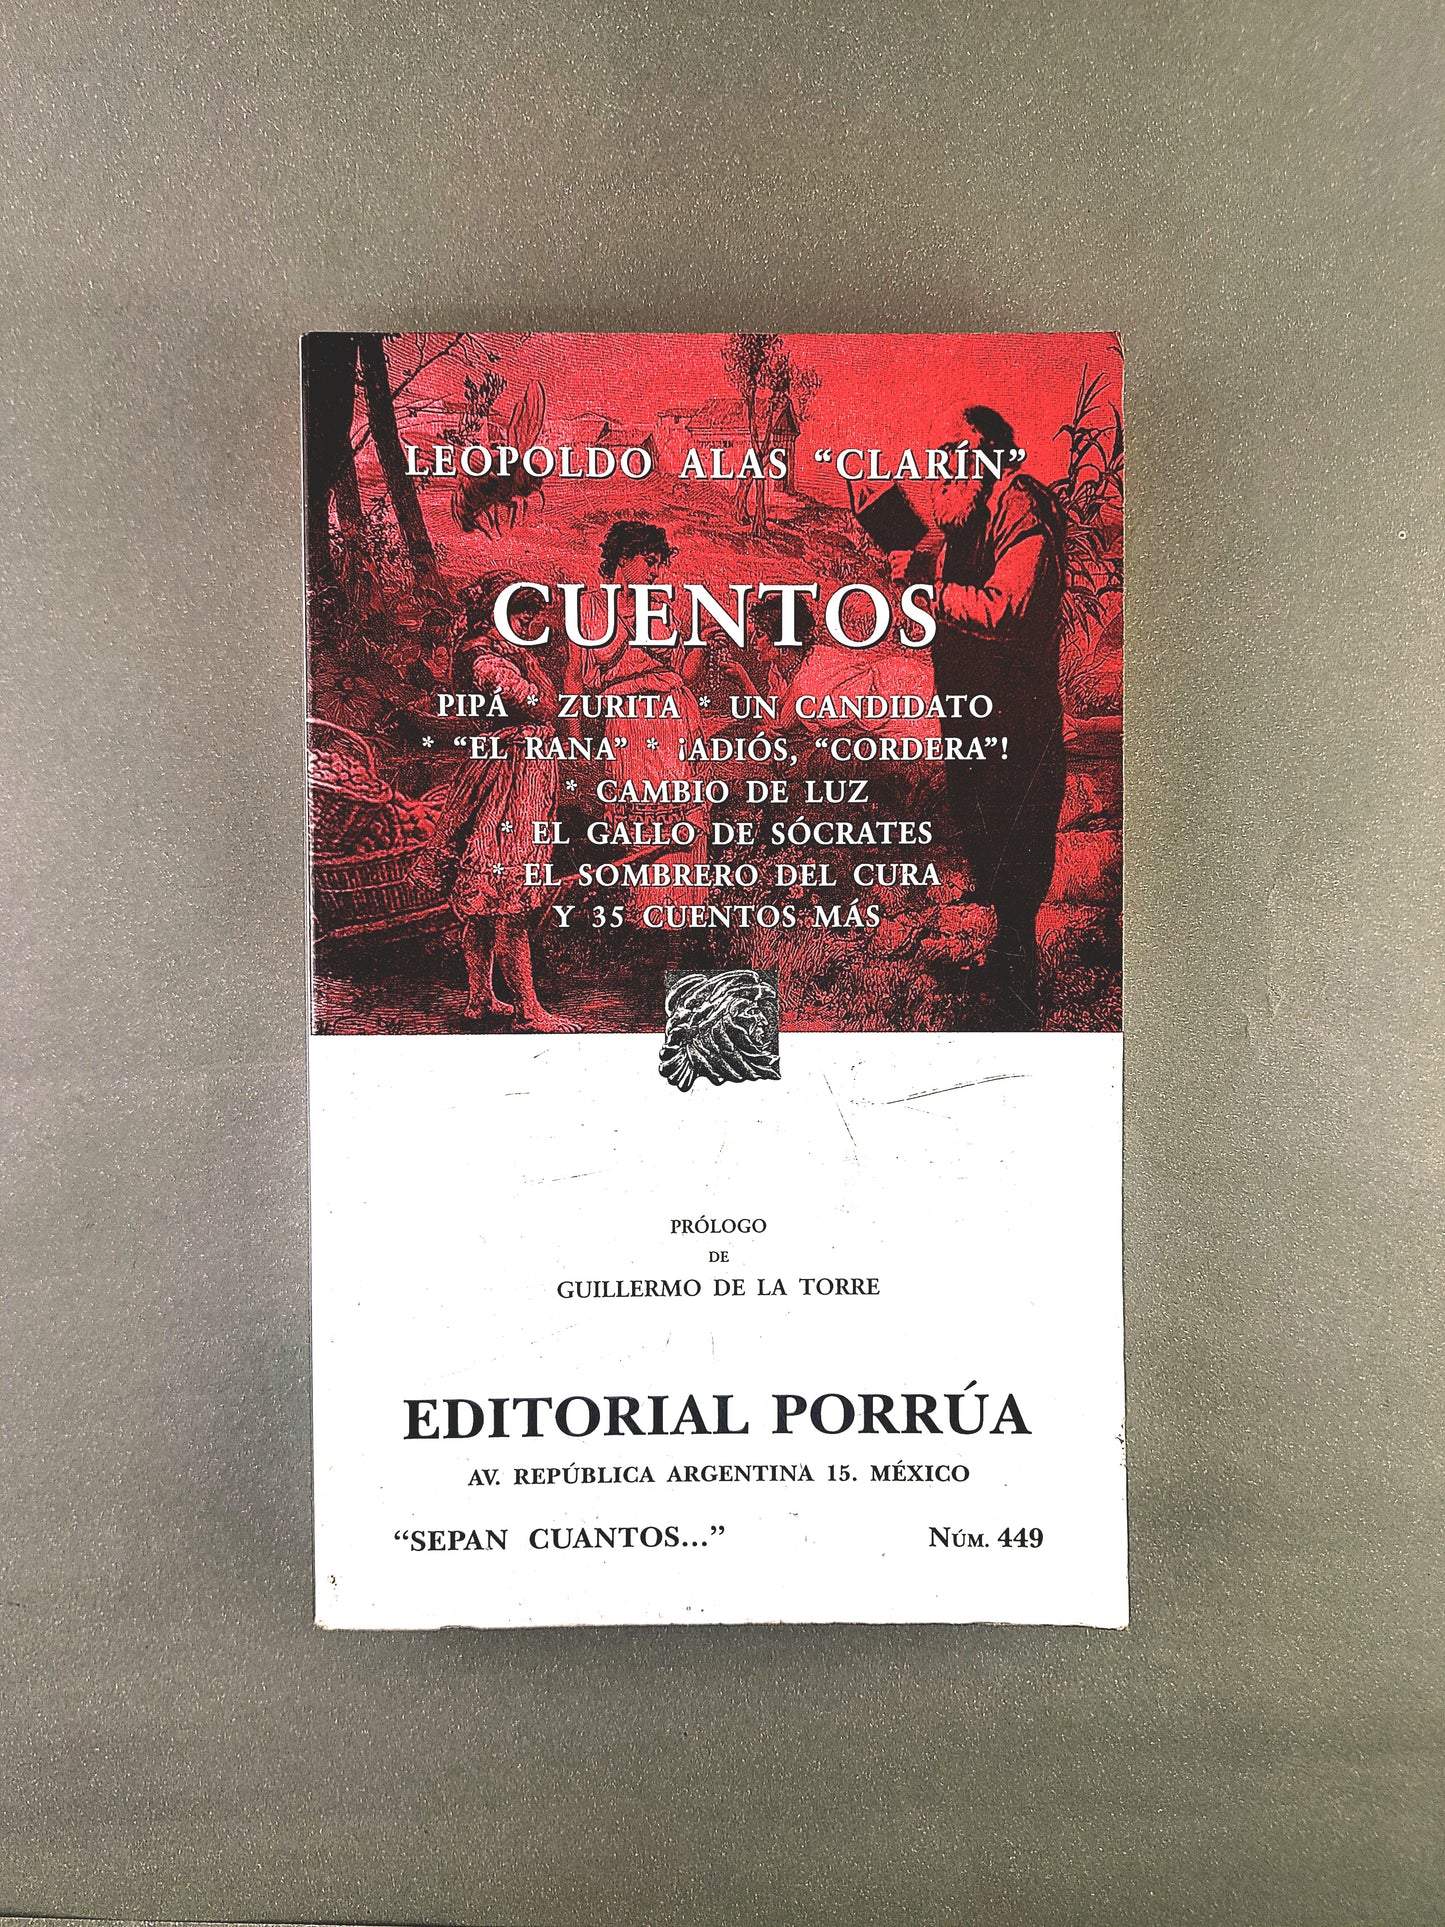 LEOPOLDO ALAS “CLARÍN”
CUENTOS
PIPÁ * ZURITA * UN CANDIDATO
* “EL RANA” * ¡ADIÓS, “CORDERA”!
* CAMBIO DE LUZ
* EL GALLO DE SÓCRATES
* EL SOMBRERO DEL CURA
Y 35 CUENTOS MÁS
PRÓLOGO
DE
GUILLERMO DE LA TORRE
EDITORIAL PORRÚA
AV. REPÚBLICA ARGENTINA 15. MÉXICO
“SEPAN CUANTOS...” NÚM. 449